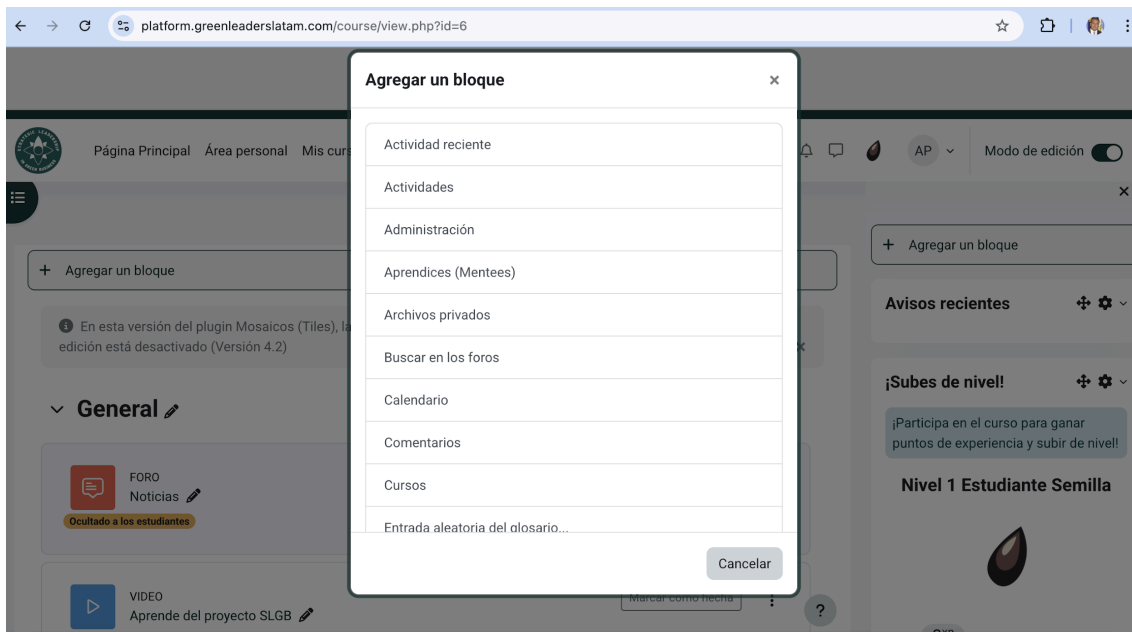 platform.greenleaderslatam.com/course/view.php?id=6
Agregar un bloque
×
Actividad reciente
Actividades
Administración
Aprendices (Mentees)
Archivos privados
Buscar en los foros
Calendario
Comentarios
Cursos
Entrada aleatoria del glosario...
Cancelar
Página Principal Área personal Mis curs
AP
Modo de edición
+ Agregar un bloque
En esta versión del plugin Mosaicos (Tiles), la
edición está desactivado (Versión 4.2)
General
FORO
Noticias
Ocultado a los estudiantes
VIDEO
Aprende del proyecto SLGB
Marcar como hecha
?
+ Agregar un bloque
Avisos recientes
¡Subes de nivel!
¡Participa en el curso para ganar
puntos de experiencia y subir de nivel!
Nivel 1 Estudiante Semilla